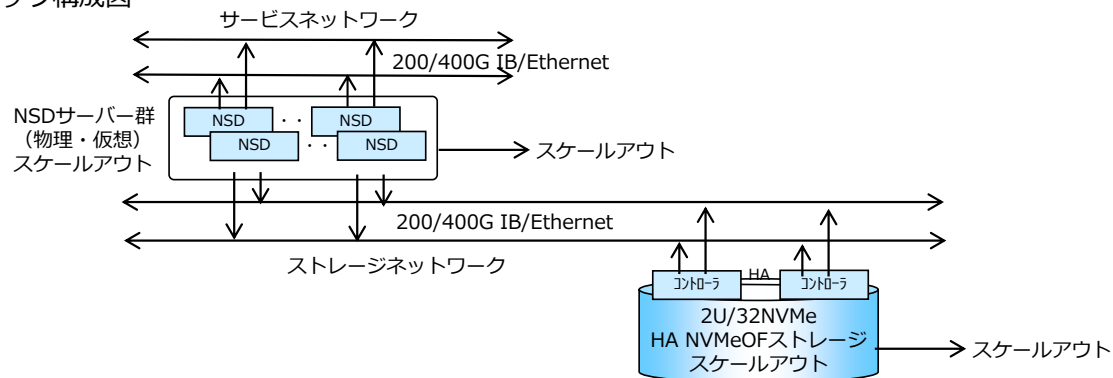 サービスネットワーク
200/400G IB/Ethernet
NSDサーバー群
(物理・仮想)
スケールアウト
NSD
・・
NSD
NSD
・・
NSD
スケールアウト
200/400G IB/Ethernet
ストレージネットワーク
コントローラ
HA
コントローラ
2U/32NVMe
HA NVMeOFストレージ
スケールアウト
スケールアウト